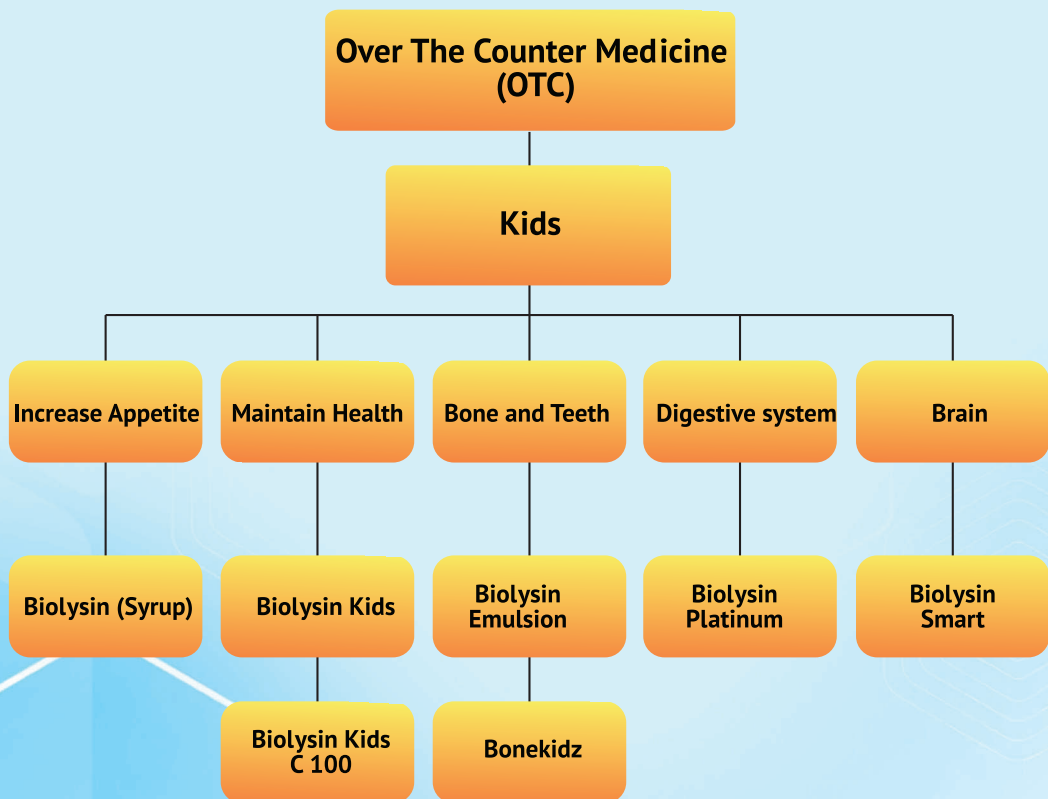 Over The Counter Medicine
(OTC)
Kids
Increase Appetite
Maintain Health
Bone and Teeth
Digestive system
Brain
Biolysin (Syrup)
Biolysin Kids
Biolysin
Emulsion
Biolysin
Platinum
Biolysin
Smart
Biolysin Kids
C 100
Bonekidz